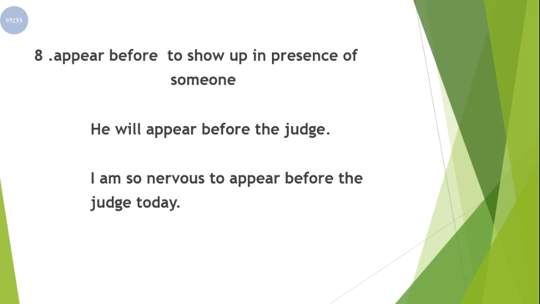 8 .appear before  to show up in presence of
someone
He will appear before the judge.
I am so nervous to appear before the
judge today.